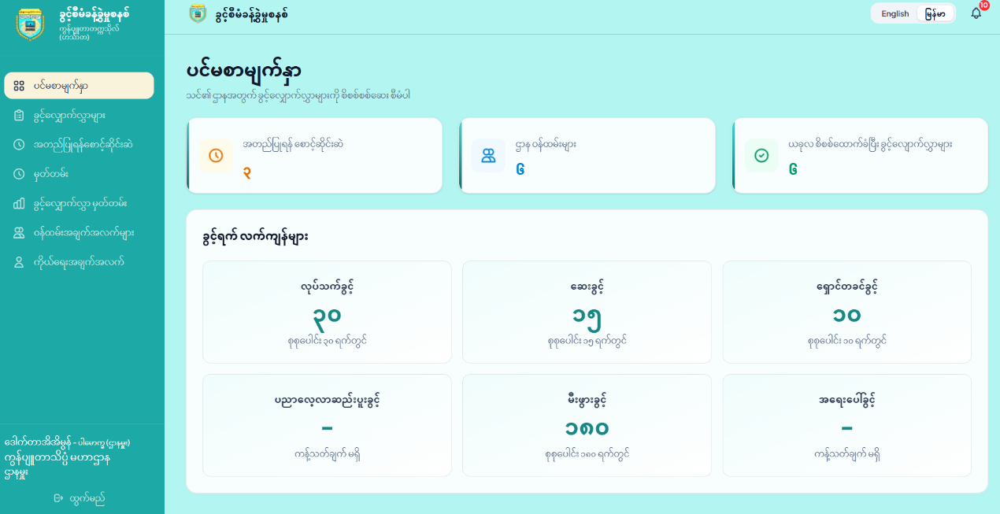 ခွင့်စီမံခန့်ခွဲမှုစနစ်
ကွန်ပျူတာတက္ကသိုလ်
(ဟင်္သာတ)
ပင်မစာမျက်နှာ
ခွင့်လျှောက်လွှာများ
အတည်ပြုရန်စောင့်ဆိုင်းဆဲ
မှတ်တမ်း
ခွင့်လျှောက်လွှာ မှတ်တမ်း
ဝန်ထမ်းအချက်အလက်များ
ကိုယ်ရေးအချက်အလက်
ဒေါက်တာအိအိမွန် - ပါမောက္ခ (ဌာနမှူး)
ကွန်ပျူတာသိပ္ပံ မဟာဌာန
ဌာနမှူး
ထွက်မည်
ခွင့်စီမံခန့်ခွဲမှုစနစ်
English မြန်မာ
10
ပင်မစာမျက်နှာ
သင်၏ ဌာနအတွက် ခွင့်လျှောက်လွှာများကို စိစစ်စစ်ဆေး စီမံပါ
အတည်ပြုရန် စောင့်ဆိုင်းဆဲ
၃
ဌာန ဝန်ထမ်းများ
၆
ယခုလ စိစစ်ထောက်ခံပြီး ခွင့်လျှောက်လွှာများ
၆
ခွင့်ရက် လက်ကျန်များ
လုပ်သက်ခွင့်
၃၀
စုစုပေါင်း ၃၀ ရက်တွင်
ဆေးခွင့်
၁၅
စုစုပေါင်း ၁၅ ရက်တွင်
ရှောင်တခင်ခွင့်
၁၀
စုစုပေါင်း ၁၀ ရက်တွင်
ပညာလေ့လာဆည်းပူးခွင့်
–
ကန့်သတ်ချက် မရှိ
မီးဖွားခွင့်
၁၈၀
စုစုပေါင်း ၁၈၀ ရက်တွင်
အရေးပေါ်ခွင့်
–
ကန့်သတ်ချက် မရှိ